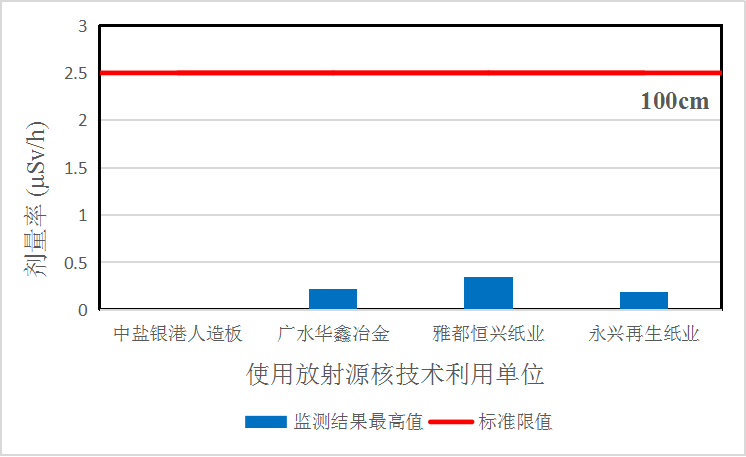 3
2.5
100cm
2
1.5
1
0.5
0
剂量率 (μSv/h)
中盐银港人造板 广水华鑫冶金 雅都恒兴纸业 永兴再生纸业
使用放射源核技术利用单位
监测结果最高值 标准限值